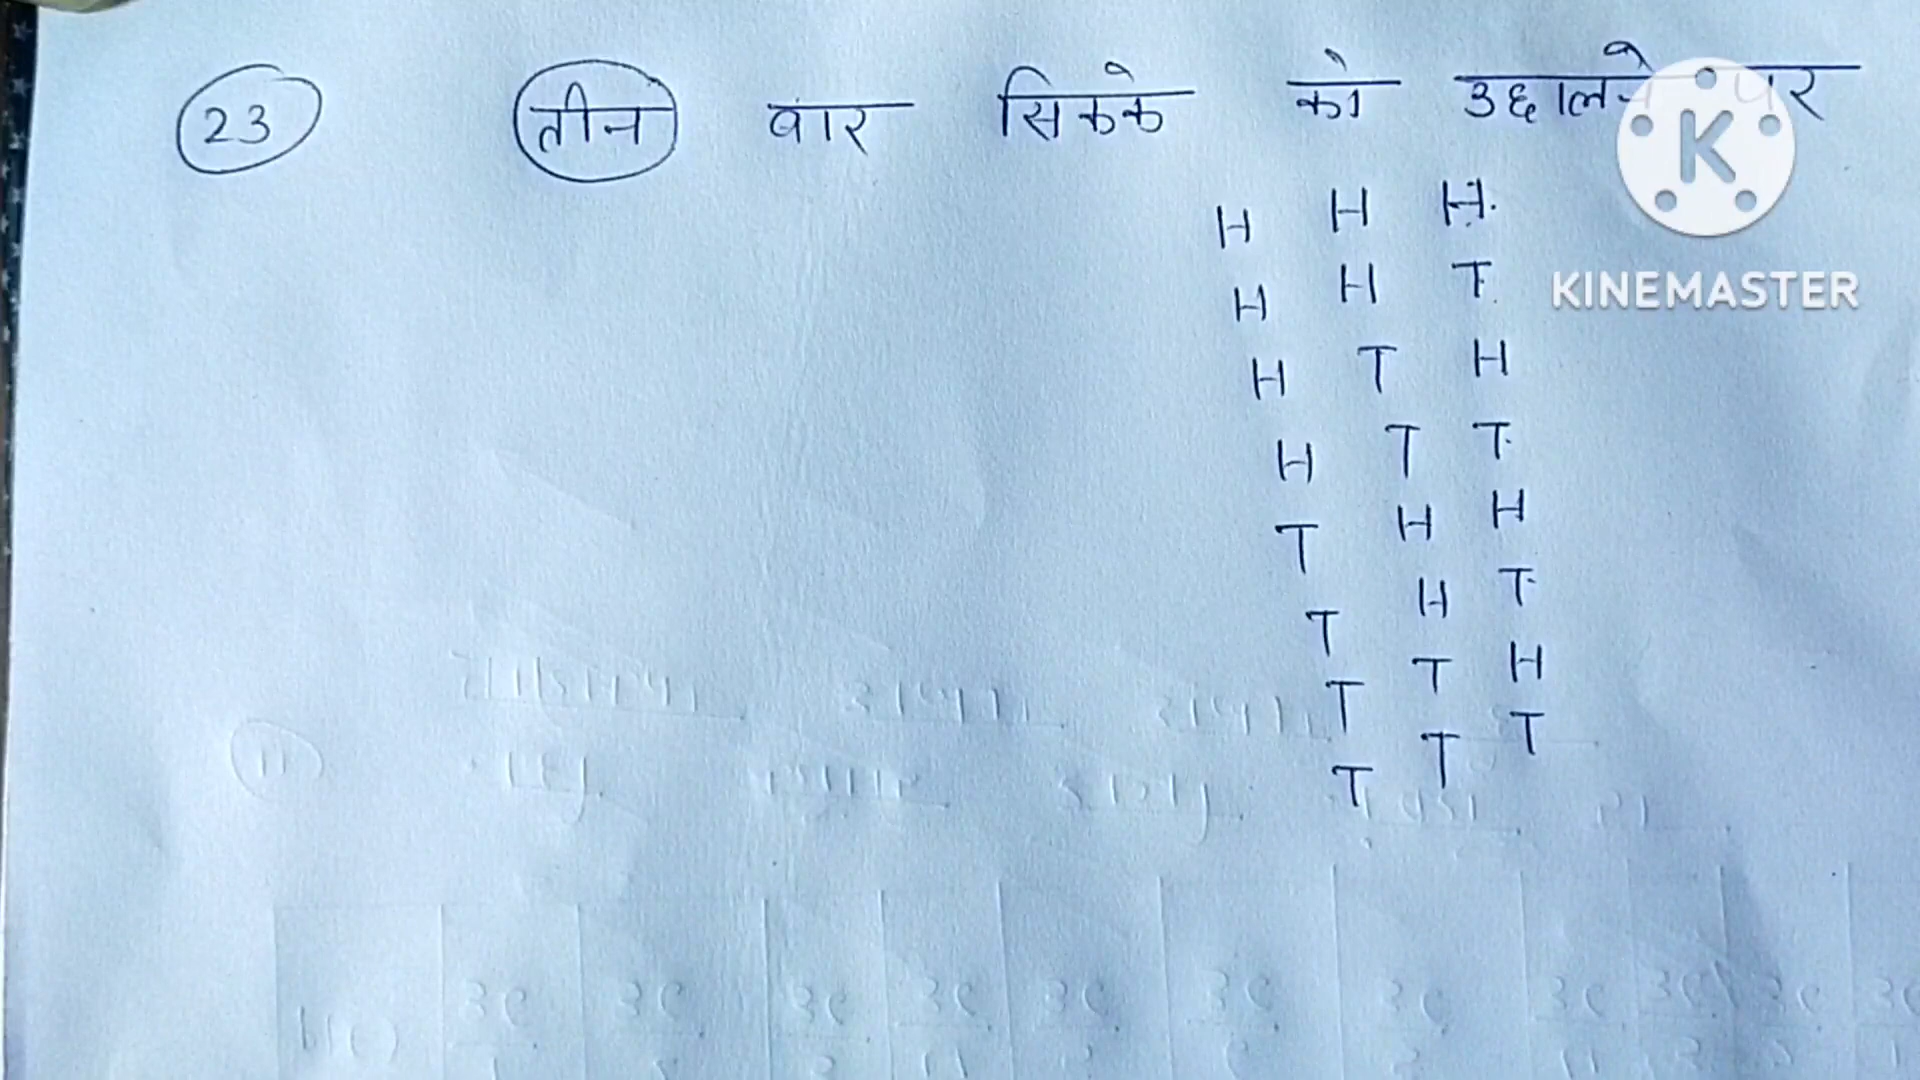 23 तीन बार सिक्के को उछालने पर
H H H
H H T
H T H
H T T
T H H
T H T
T T H
T T T
K
KINEMASTER